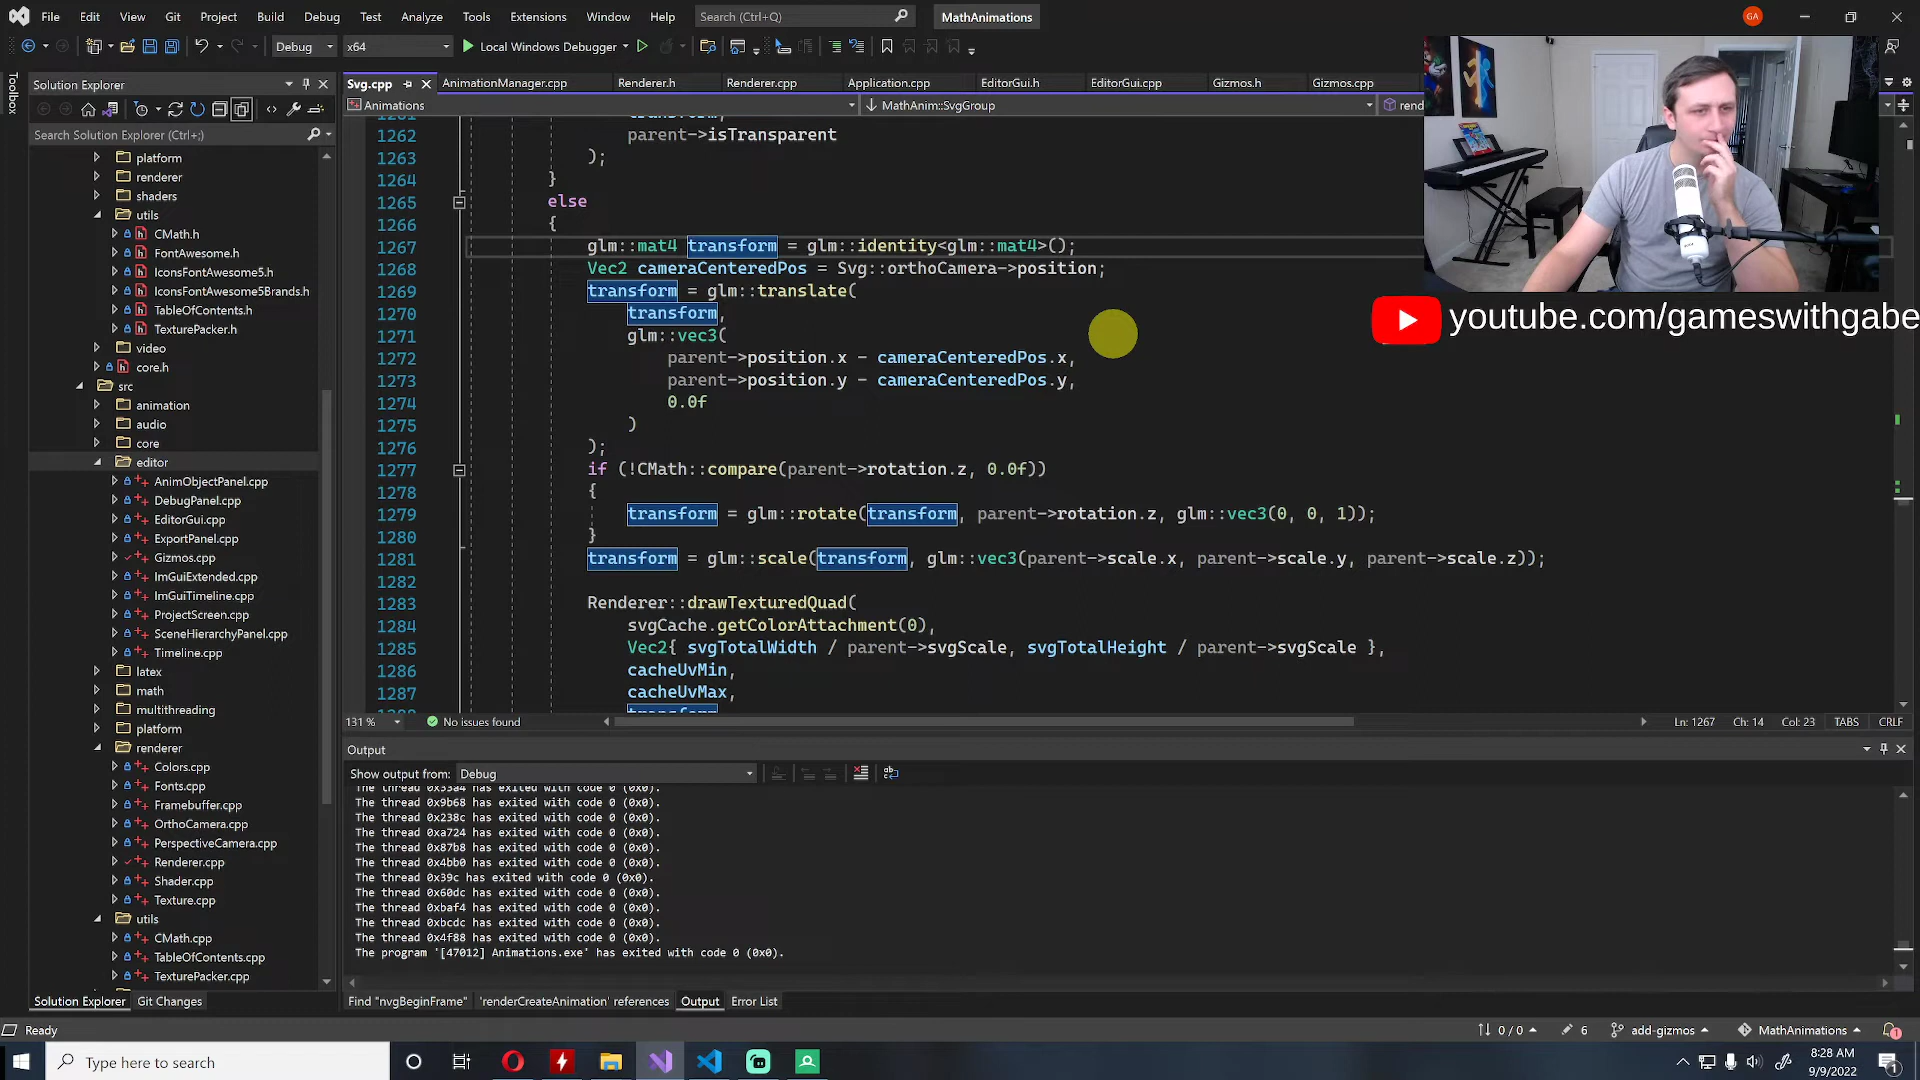 File Edit View Git Project Build Debug Test Analyze Tools Extensions Window Help Search (Ctrl+Q) MathAnimations GA
Debug x64 Local Windows Debugger
Toolbox
Solution Explorer
Search Solution Explorer (Ctrl+;)
platform
renderer
shaders
utils
CMath.h
FontAwesome.h
IconsFontAwesome5.h
IconsFontAwesome5Brands.h
TableOfContents.h
TexturePacker.h
video
core.h
src
animation
audio
core
editor
AnimObjectPanel.cpp
DebugPanel.cpp
EditorGui.cpp
ExportPanel.cpp
Gizmos.cpp
ImGuiExtended.cpp
ImGuiTimeline.cpp
ProjectScreen.cpp
SceneHierarchyPanel.cpp
Timeline.cpp
latex
math
multithreading
platform
renderer
Colors.cpp
Fonts.cpp
Framebuffer.cpp
OrthoCamera.cpp
PerspectiveCamera.cpp
Renderer.cpp
Shader.cpp
Texture.cpp
utils
CMath.cpp
TableOfContents.cpp
TexturePacker.cpp
Solution Explorer Git Changes
Svg.cpp AnimationManager.cpp Renderer.h Renderer.cpp Application.cpp EditorGui.h EditorGui.cpp Gizmos.h Gizmos.cpp
Animations MathAnim::SvgGroup rend
1262 parent->isTransparent
1263 );
1264 }
1265 else
1266 {
1267 glm::mat4 transform = glm::identity<glm::mat4>();
1268 Vec2 cameraCenteredPos = Svg::orthoCamera->position;
1269 transform = glm::translate(
1270 transform,
1271 glm::vec3(
1272 parent->position.x - cameraCenteredPos.x,
1273 parent->position.y - cameraCenteredPos.y,
1274 0.0f
1275 )
1276 );
1277 if (!CMath::compare(parent->rotation.z, 0.0f))
1278 {
1279 transform = glm::rotate(transform, parent->rotation.z, glm::vec3(0, 0, 1));
1280 }
1281 transform = glm::scale(transform, glm::vec3(parent->scale.x, parent->scale.y, parent->scale.z));
1282
1283 Renderer::drawTexturedQuad(
1284 svgCache.getColorAttachment(0),
1285 Vec2{ svgTotalWidth / parent->svgScale, svgTotalHeight / parent->svgScale },
1286 cacheUvMin,
1287 cacheUvMax,
131 % No issues found Ln: 1267 Ch: 14 Col: 23 TABS CRLF
youtube.com/gameswithgabe
Output
Show output from: Debug
The thread 0x33a4 has exited with code 0 (0x0).
The thread 0x9b68 has exited with code 0 (0x0).
The thread 0x238c has exited with code 0 (0x0).
The thread 0xa724 has exited with code 0 (0x0).
The thread 0x87b8 has exited with code 0 (0x0).
The thread 0x4bb0 has exited with code 0 (0x0).
The thread 0x39c has exited with code 0 (0x0).
The thread 0x60dc has exited with code 0 (0x0).
The thread 0xbaf4 has exited with code 0 (0x0).
The thread 0xbcdc has exited with code 0 (0x0).
The thread 0x4f88 has exited with code 0 (0x0).
The program '[47012] Animations.exe' has exited with code 0 (0x0).
Find "nvgBeginFrame" 'renderCreateAnimation' references Output Error List
Ready 0 / 0 6 add-gizmos MathAnimations 1
Type here to search
8:28 AM
9/9/2022